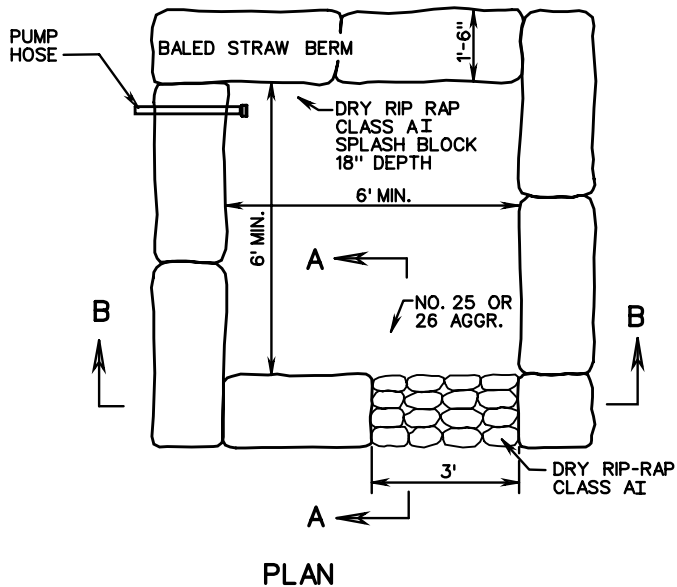 PUMP
HOSE
BALED STRAW BERM
1'-6"
DRY RIP RAP
CLASS AI
SPLASH BLOCK
18" DEPTH
6' MIN.
6' MIN.
A
NO. 25 OR
26 AGGR.
B
B
3'
DRY RIP-RAP
CLASS AI
A
PLAN